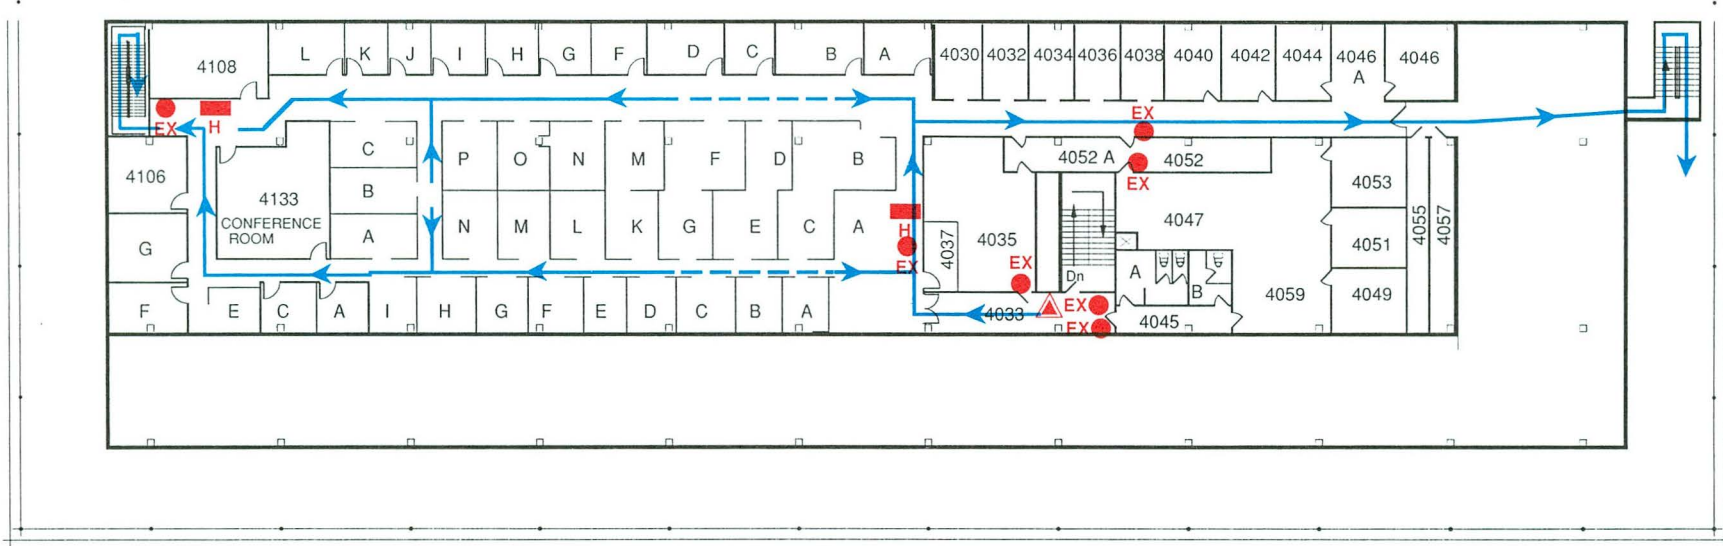 L K J I H G F D C B A 4030 4032 4034 4036 4038 4040 4042 4044 4046 4046
4108 A
EX
H EX
C P O N M F D B 4052 A 4052
4106 EX 4053
B
4133
CONFERENCE
ROOM
A N M L K G E C A 4047
H
G 4037 4035 4051 4055 4057
EX EX
Dn A B
F E C A I H G F E D C B A EX 4059 4049
4033 4045
EX